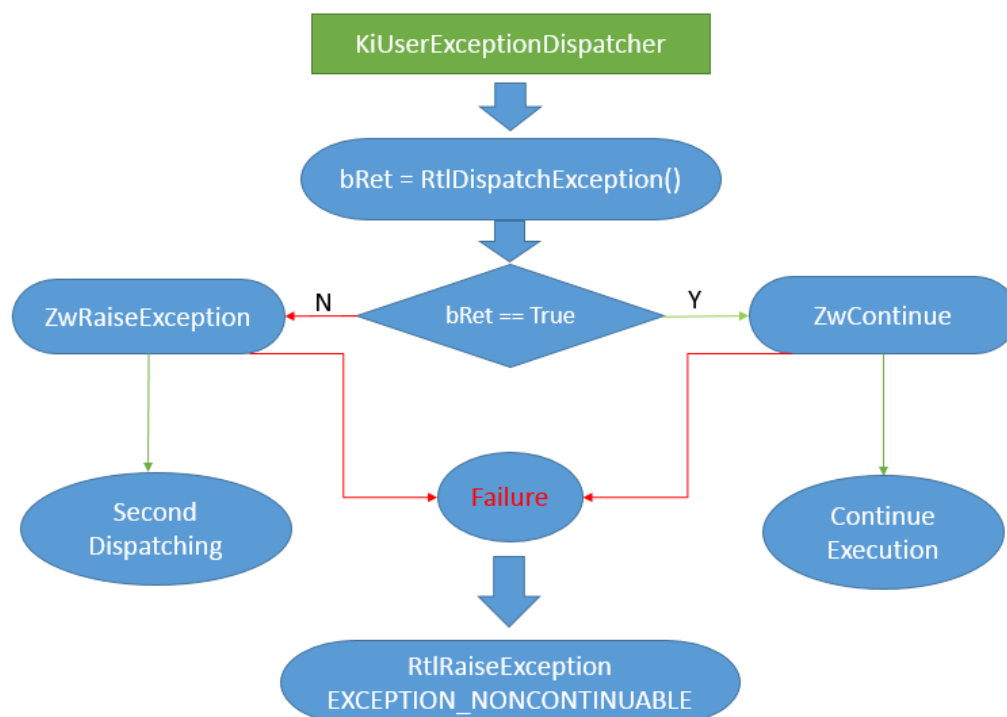 KiUserExceptionDispatcher
bRet = RtlDispatchException()
N
Y
ZwRaiseException
bRet == True
ZwContinue
Second
Dispatching
Failure
Continue
Execution
RtlRaiseException
EXCEPTION_NONCONTINUABLE